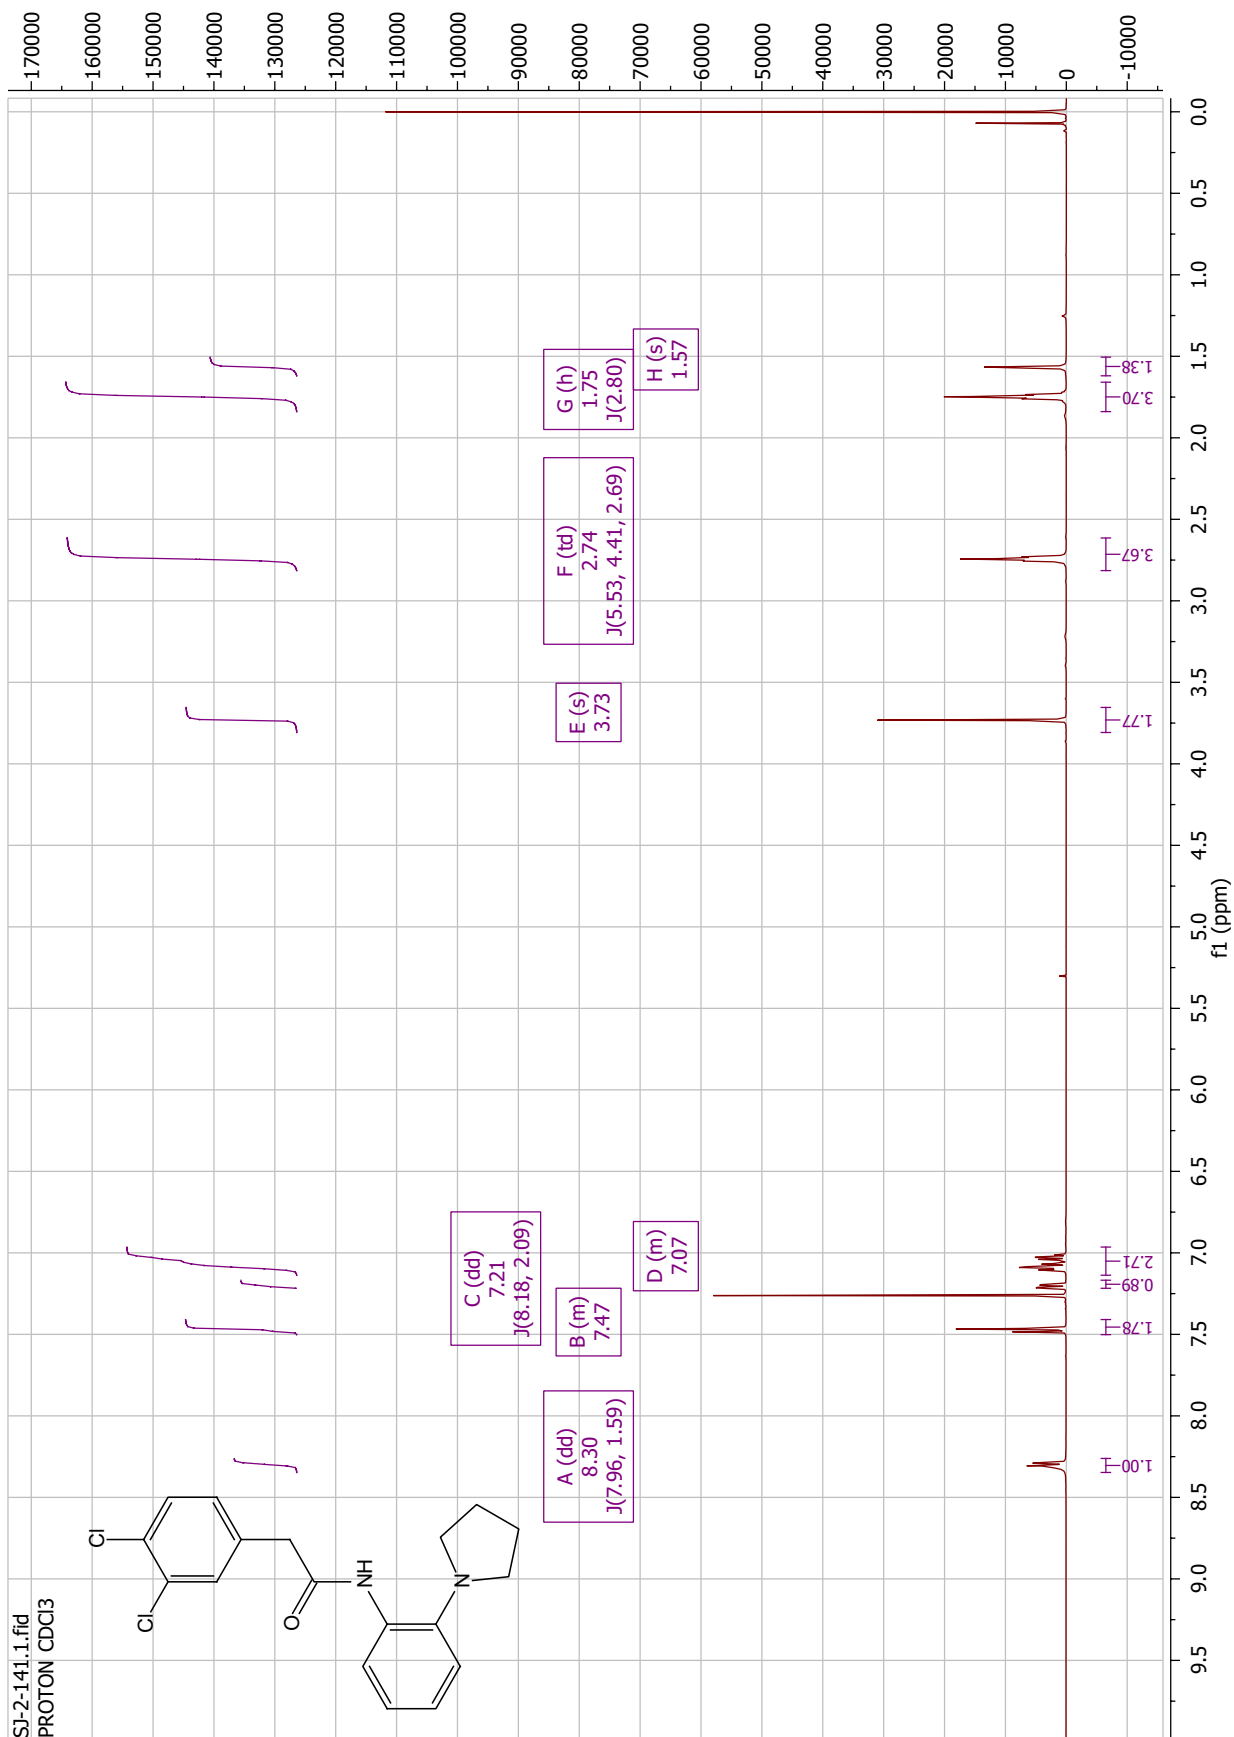 SJ-2-141.1.fid
PROTON CDCl3
Cl
Cl
O
NH
N
A (dd)
8.30
J(7.96, 1.59)
B (m)
7.47
C (dd)
7.21
J(8.18, 2.09)
D (m)
7.07
E (s)
3.73
F (td)
2.74
J(5.53, 4.41, 2.69)
G (h)
1.75
J(2.80)
H (s)
1.57
170000
160000
150000
140000
130000
120000
110000
100000
90000
80000
70000
60000
50000
40000
30000
20000
10000
0
-10000
1.00
1.78
0.89
2.71
1.77
3.67
3.70
1.38
9.5
9.0
8.5
8.0
7.5
7.0
6.5
6.0
5.5
5.0
4.5
4.0
3.5
3.0
2.5
2.0
1.5
1.0
0.5
0.0
f1 (ppm)